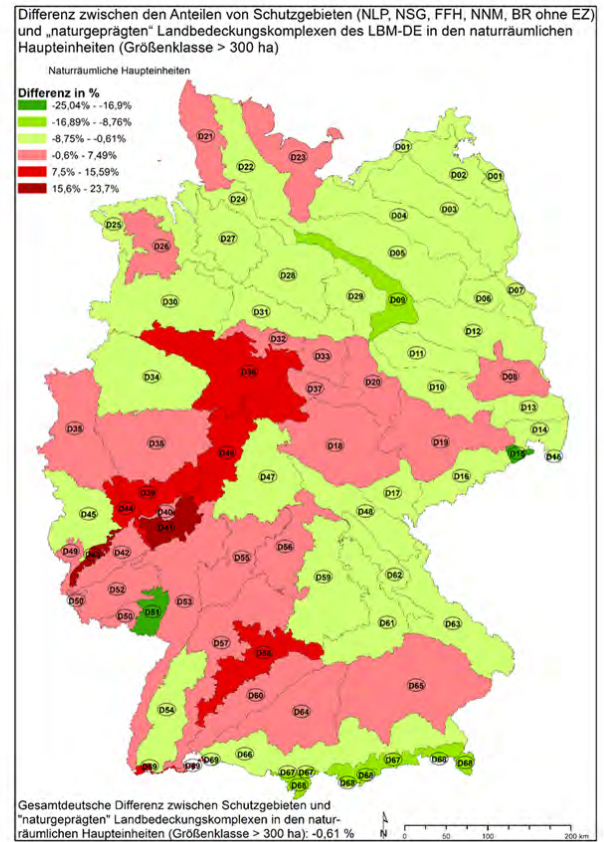 Differenz zwischen den Anteilen von Schutzgebieten (NLP, NSG, FFH, NNM, BR ohne EZ)
und „naturgeprägten“ Landbedeckungskomplexen des LBM-DE in den naturräumlichen
Haupteinheiten (Größenklasse > 300 ha)
Naturräumliche Haupteinheiten
Differenz in %
-25,04% - -16,9%
-16,89% - -8,76%
-8,75% - -0,61%
-0,6% - 7,49%
7,5% - 15,59%
15,6% - 23,7%
D21
D23
D22
D01
D02 D01
D24
D03
D25
D04
D26
D27
D05
D28
D07
D30
D29 D09 D06
D31
D12
D32
D11
D33
D34 D36
D20 D08
D37
D10
D13
D35
D14
D38 D18 D19
D46
D15
D47
D16
D39
D17
D44
D45 D40
D48
D41
D49 D42
D55 D56
D59 D62
D52
D50 D53
D50 D51
D61 D63
D57
D58
D65
D60
D54 D64
D66
D69 D69
D67 D67 D67 D68
D68 D68 D68 D68
Gesamtdeutsche Differenz zwischen Schutzgebieten und
"naturgeprägten" Landbedeckungskomplexen in den natur-
räumlichen Haupteinheiten (Größenklasse > 300 ha): -0,61 %
N
0 50 100 200 km